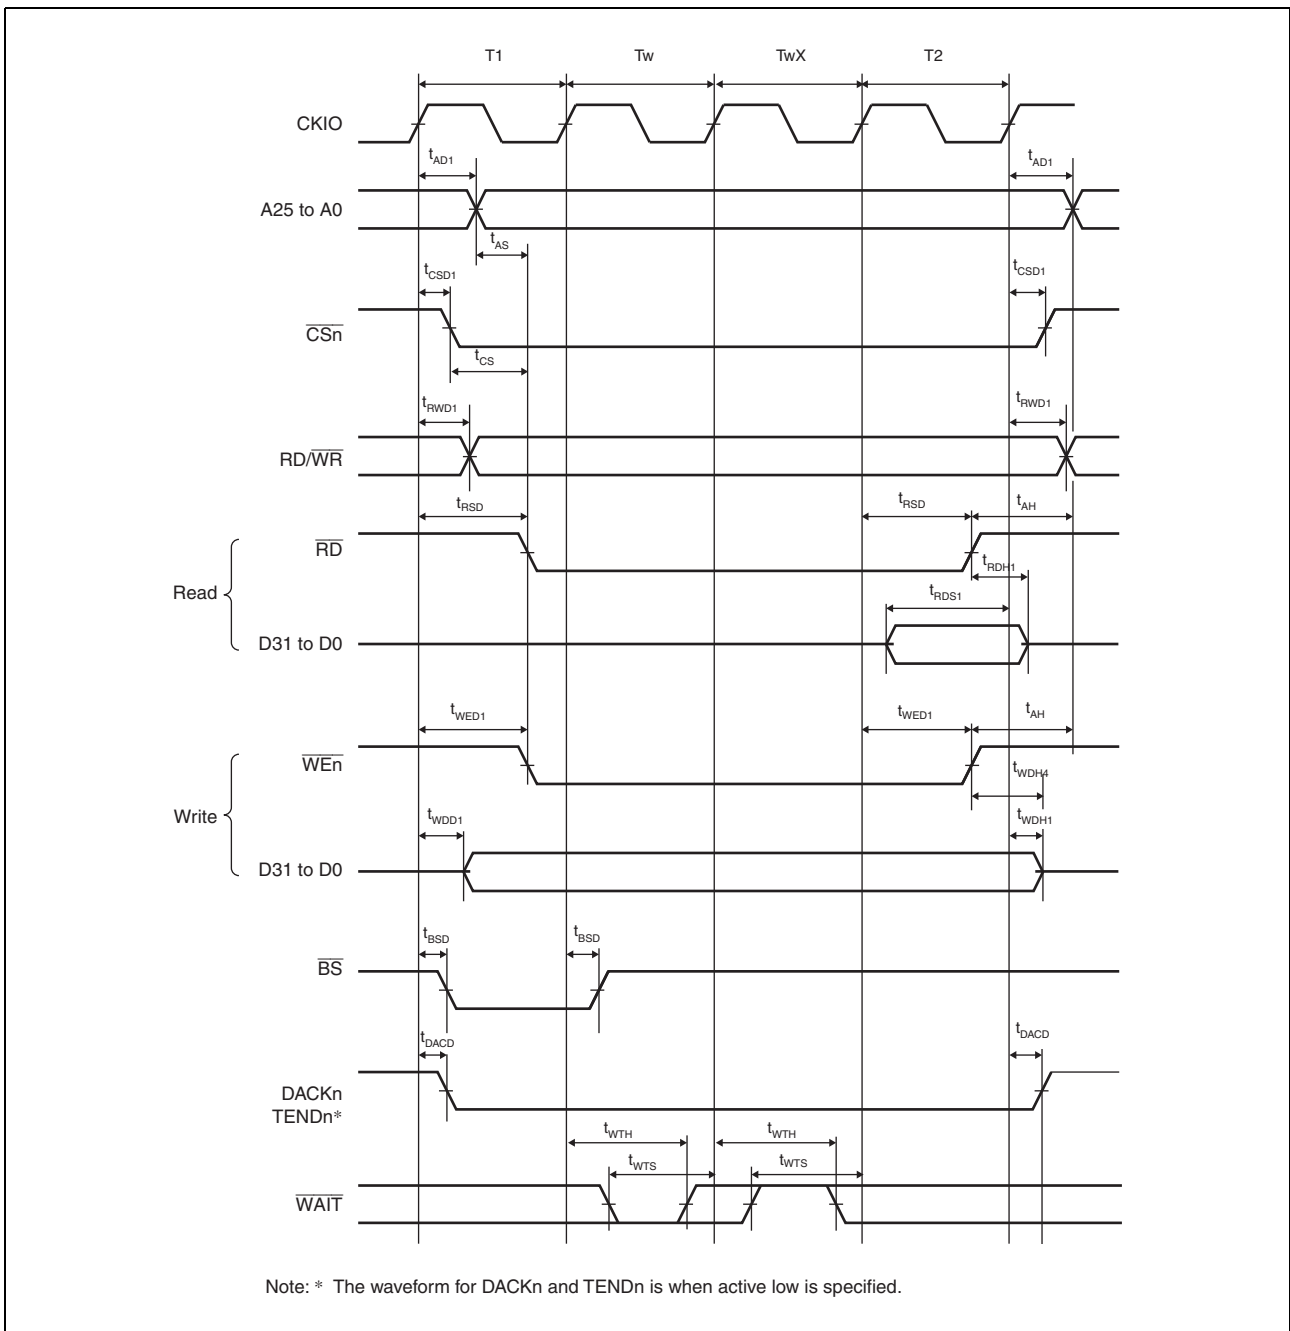 T1 Tw TwX T2
CKIO
tAD1 tAD1
A25 to A0
tAS
tCSD1 tCSD1
CSn
tCS
tRWD1 tRWD1
RD/WR
tRSD tRSD tAH
RD
tRDH1
Read
tRDS1
D31 to D0
tWED1 tWED1 tAH
WEn
tWDH4
Write
tWDD1 tWDH1
D31 to D0
tBSD tBSD
BS
tDACD tDACD
DACKn
TENDn*
tWTH tWTH
tWTS tWTS
WAIT
Note: * The waveform for DACKn and TENDn is when active low is specified.